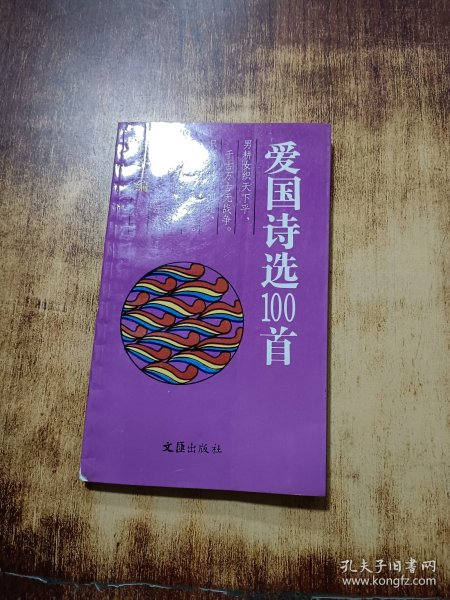 爱国诗选100首
男耕女织天下平，
千古万古无战争。
文匯出版社
孔夫子旧书网
www.kongfz.com